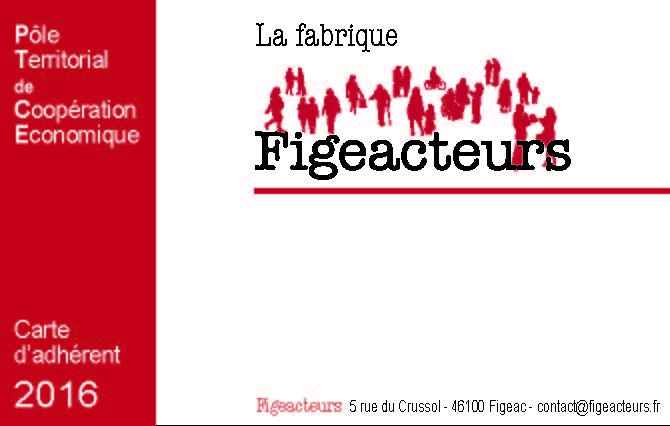 Pôle
Territorial
de
Coopération
Economique
La fabrique
Figeacteurs
Carte
d'adhérent
2016
Figeacteurs 5 rue du Crussol - 46100 Figeac - contact@figeacteurs.fr